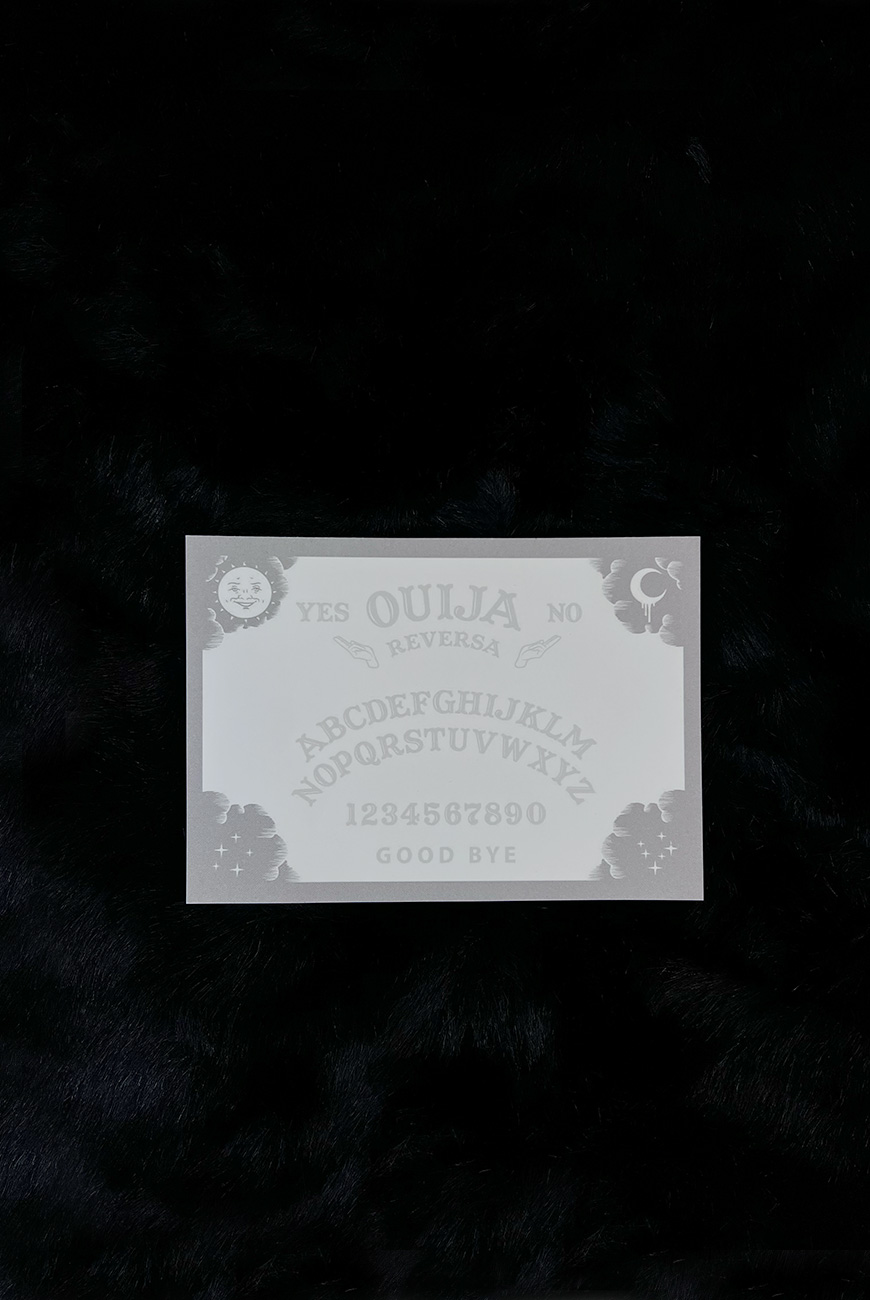 YES OUIJA NO
REVERSA
ABCDEFGHIJKLM
NOPQRSTUVWXYZ
1234567890
GOOD BYE